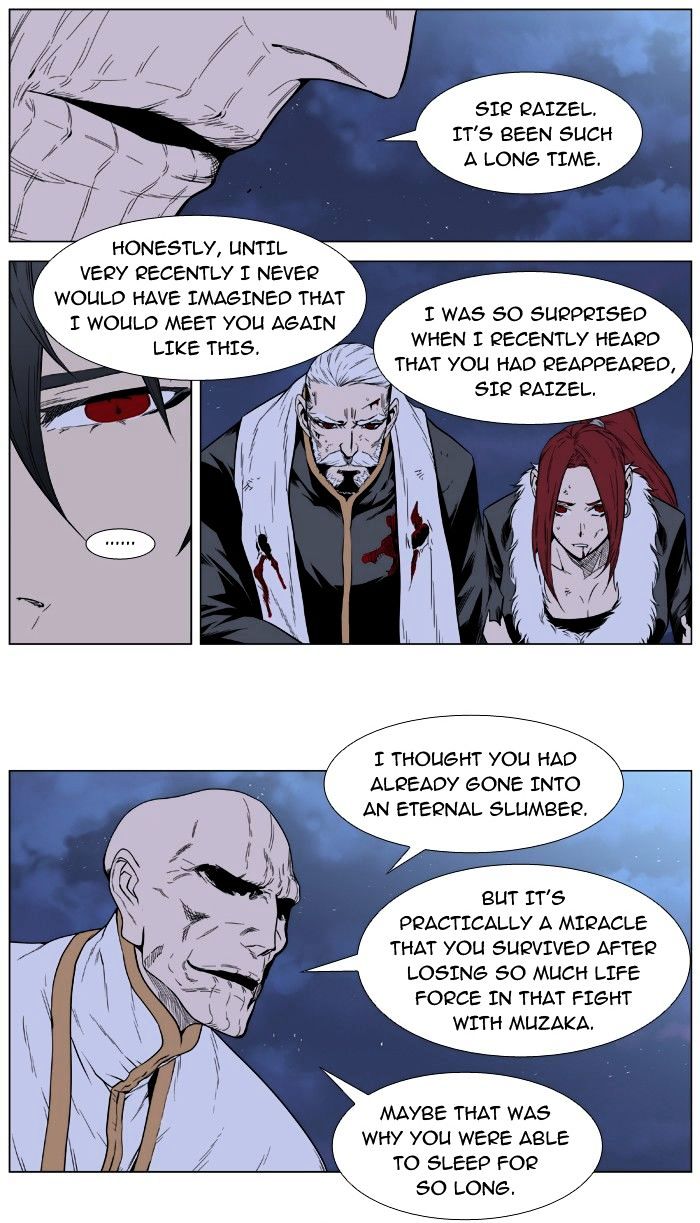 SIR RAIZEL.
IT'S BEEN SUCH
A LONG TIME.
HONESTLY, UNTIL
VERY RECENTLY I NEVER
WOULD HAVE IMAGINED THAT
I WOULD MEET YOU AGAIN
LIKE THIS.
I WAS SO SURPRISED
WHEN I RECENTLY HEARD
THAT YOU HAD REAPPEARED,
SIR RAIZEL.
......
I THOUGHT YOU HAD
ALREADY GONE INTO
AN ETERNAL SLUMBER.
BUT IT'S
PRACTICALLY A MIRACLE
THAT YOU SURVIVED AFTER
LOSING SO MUCH LIFE
FORCE IN THAT FIGHT
WITH MUZAKA.
MAYBE THAT WAS
WHY YOU WERE ABLE
TO SLEEP FOR
SO LONG.